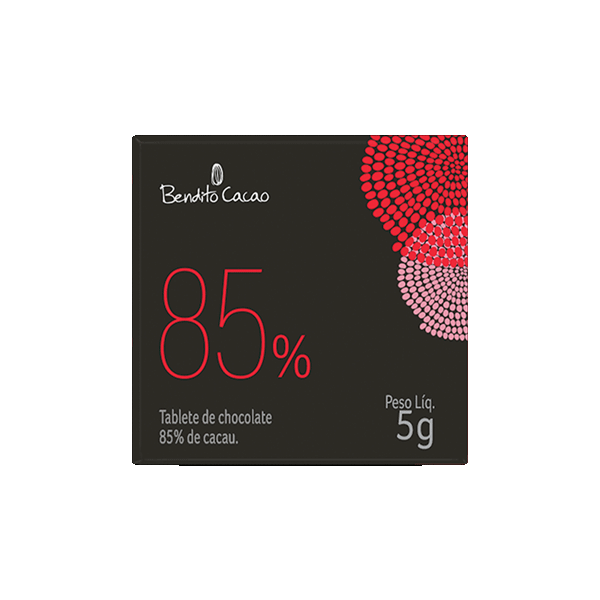 Bendito Cacao
85%
Tablete de chocolate
85% de cacau.
Peso Líq.
5g